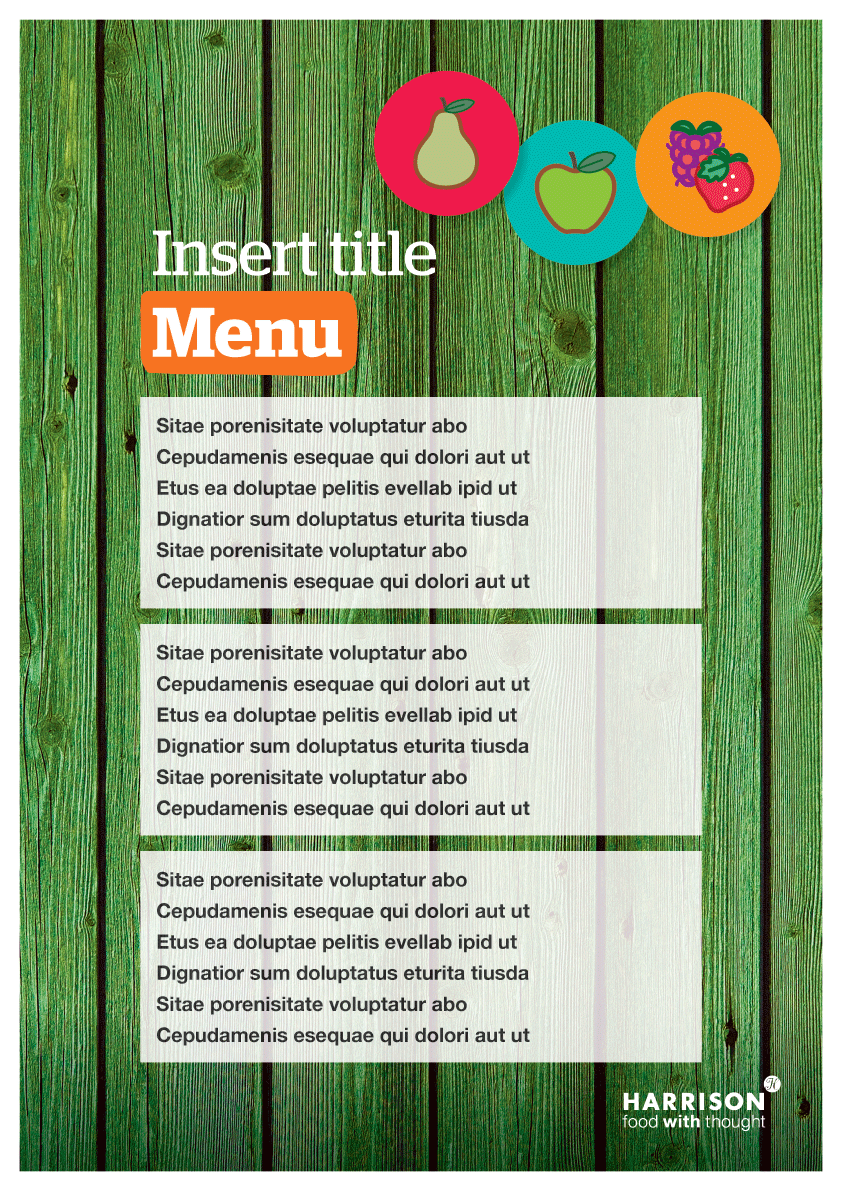 Insert title
Menu
Sitae porenisitate voluptatur abo
Cepudamenis esequae qui dolori aut ut
Etus ea doluptae pelitis evellab ipid ut
Dignatior sum doluptatus eturita tiusda
Sitae porenisitate voluptatur abo
Cepudamenis esequae qui dolori aut ut
Sitae porenisitate voluptatur abo
Cepudamenis esequae qui dolori aut ut
Etus ea doluptae pelitis evellab ipid ut
Dignatior sum doluptatus eturita tiusda
Sitae porenisitate voluptatur abo
Cepudamenis esequae qui dolori aut ut
Sitae porenisitate voluptatur abo
Cepudamenis esequae qui dolori aut ut
Etus ea doluptae pelitis evellab ipid ut
Dignatior sum doluptatus eturita tiusda
Sitae porenisitate voluptatur abo
Cepudamenis esequae qui dolori aut ut
H
HARRISON
food with thought